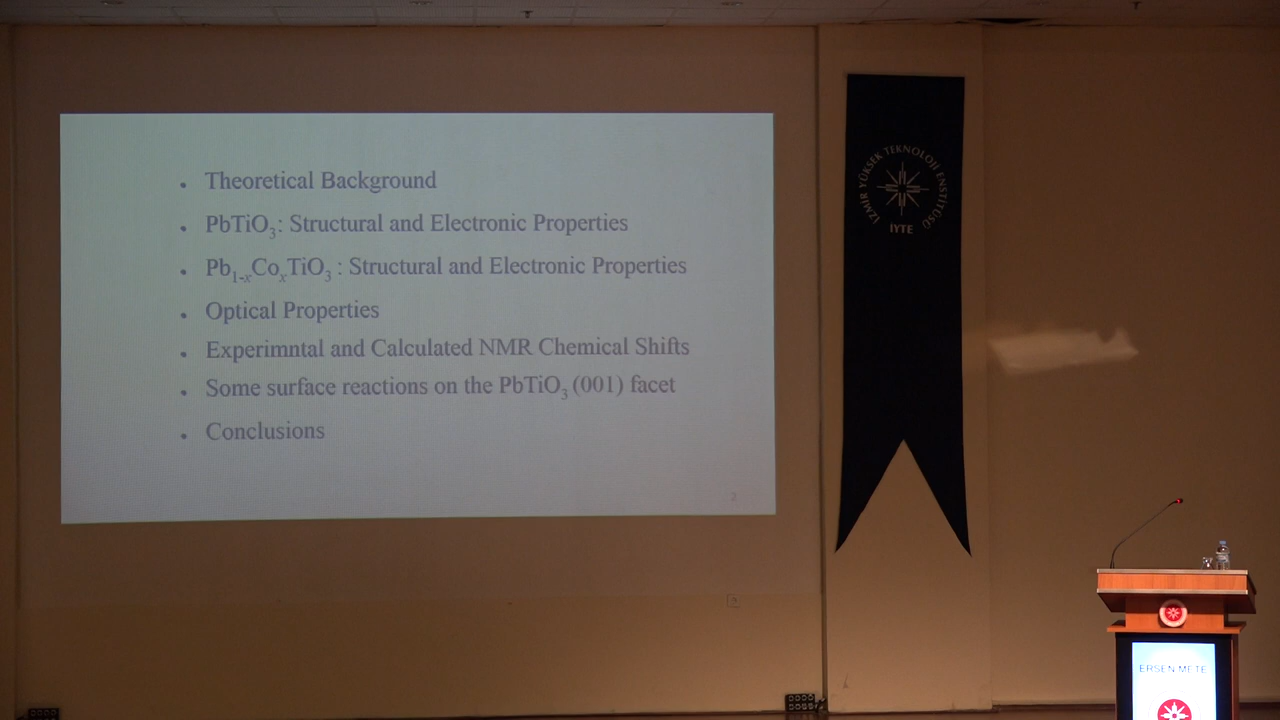 Theoretical Background
PbTiO3: Structural and Electronic Properties
Pb1-xCoxTiO3 : Structural and Electronic Properties
Optical Properties
Experimntal and Calculated NMR Chemical Shifts
Some surface reactions on the PbTiO3 (001) facet
Conclusions
2
İZMİR YÜKSEK TEKNOLOJİ ENSTİTÜSÜ
İYTE
ERSEN METE